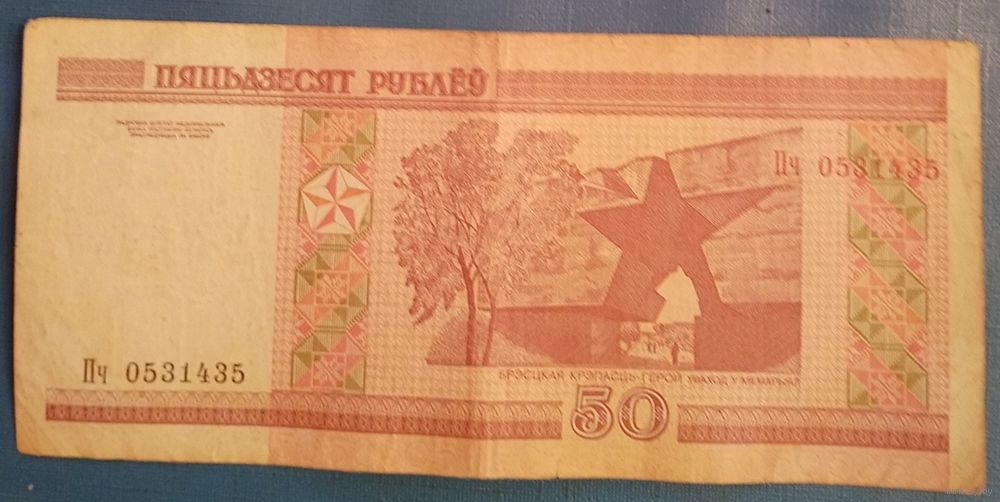 ПЯЦЬДЗЕСЯТ РУБЛЁЎ
Пч 0531435
Пч 0531435
БРЭСЦКАЯ КРЭПАСЦЬ-ГЕРОЙ УВАХОД У МЕМАРЫЯЛ
50